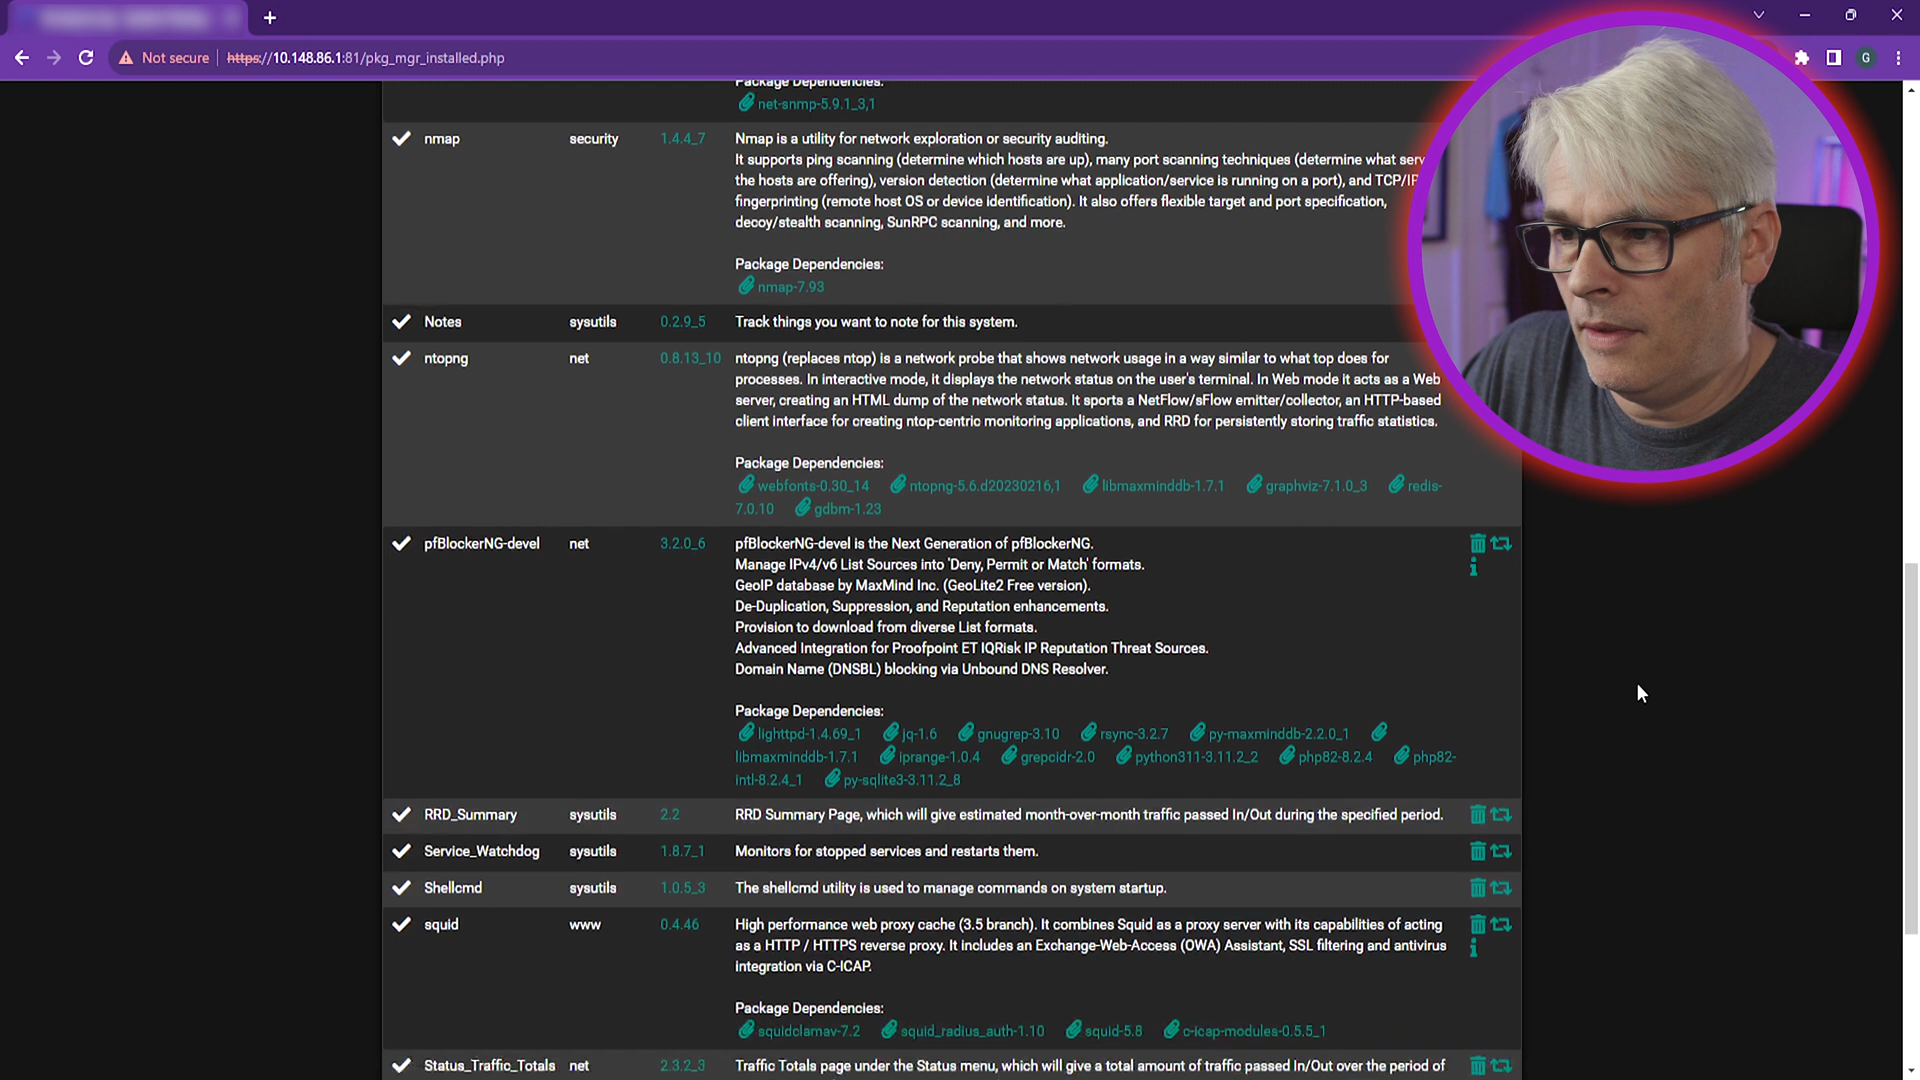 Not secure https://10.148.86.1:81/pkg_mgr_installed.php
G
Package Dependencies:
net-snmp-5.9.1_3,1
nmap security 1.4.4_7 Nmap is a utility for network exploration or security auditing.
It supports ping scanning (determine which hosts are up), many port scanning techniques (determine what
the hosts are offering), version detection (determine what application/service is running on a port), and
fingerprinting (remote host OS or device identification). It also offers flexible target and port specification,
decoy/stealth scanning, SunRPC scanning, and more.
Package Dependencies:
nmap-7.93
Notes sysutils 0.2.9_5 Track things you want to note for this system.
ntopng net 0.8.13_10 ntopng (replaces ntop) is a network probe that shows network usage in a way similar to what top does for
processes. In interactive mode, it displays the network status on the user's terminal. In Web mode it acts as a Web
server, creating an HTML dump of the network status. It sports a NetFlow/sFlow emitter/collector, an HTTP-based
client interface for creating ntop-centric monitoring applications, and RRD for persistently storing traffic statistics.
Package Dependencies:
webfonts-0.30_14 ntopng-5.6.d20230216,1 libmaxminddb-1.7.1 graphviz-7.1.0_3 redis-
7.0.10 gdbm-1.23
pfBlockerNG-devel net 3.2.0_6 pfBlockerNG-devel is the Next Generation of pfBlockerNG.
Manage IPv4/v6 List Sources into 'Deny, Permit or Match' formats.
GeoIP database by MaxMind Inc. (GeoLite2 Free version).
De-Duplication, Suppression, and Reputation enhancements.
Provision to download from diverse List formats.
Advanced Integration for Proofpoint ET IQRisk IP Reputation Threat Sources.
Domain Name (DNSBL) blocking via Unbound DNS Resolver.
Package Dependencies:
lighttpd-1.4.69_1 jq-1.6 gnugrep-3.10 rsync-3.2.7 py-maxminddb-2.2.0_1
libmaxminddb-1.7.1 iprange-1.0.4 grepcidr-2.0 python311-3.11.2_2 php82-8.2.4 php82-
intl-8.2.4_1 py-sqlite3-3.11.2_8
RRD_Summary sysutils 2.2 RRD Summary Page, which will give estimated month-over-month traffic passed In/Out during the specified period.
Service_Watchdog sysutils 1.8.7_1 Monitors for stopped services and restarts them.
Shellcmd sysutils 1.0.5_3 The shellcmd utility is used to manage commands on system startup.
squid www 0.4.46 High performance web proxy cache (3.5 branch). It combines Squid as a proxy server with its capabilities of acting
as a HTTP / HTTPS reverse proxy. It includes an Exchange-Web-Access (OWA) Assistant, SSL filtering and antivirus
integration via C-ICAP.
Package Dependencies:
squidclamav-7.2 squid_radius_auth-1.10 squid-5.8 c-icap-modules-0.5.5_1
Status_Traffic_Totals net 2.3.2_3 Traffic Totals page under the Status menu, which will give a total amount of traffic passed In/Out over the period of